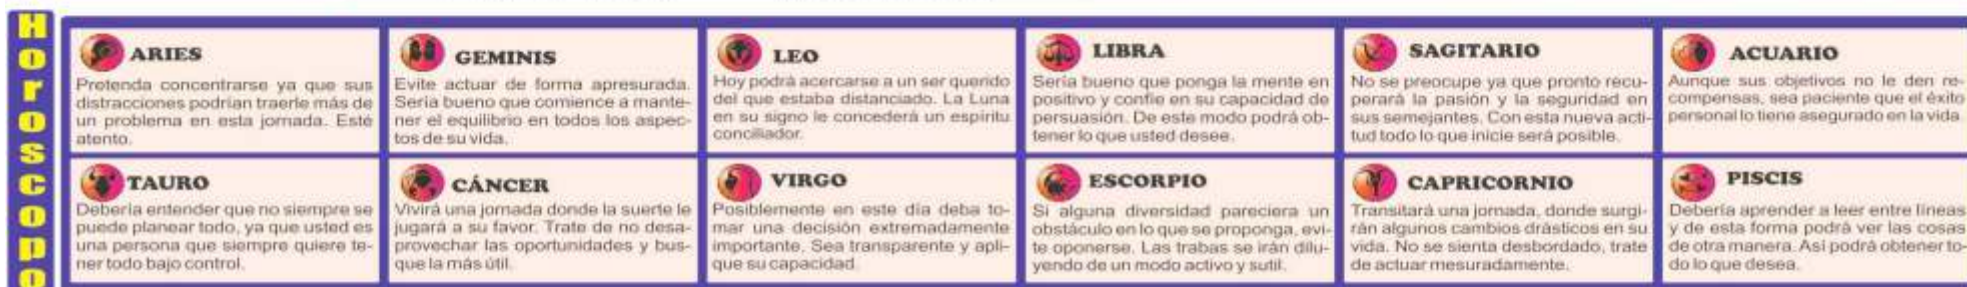 Horóscopo
ARIES
Pretenda concentrarse ya que sus
distracciones podrían traerle más de
un problema en esta jornada. Esté
atento.
TAURO
Debería entender que no siempre se
puede planear todo, ya que usted es
una persona que siempre quiere te-
ner todo bajo control.
GEMINIS
Evite actuar de forma apresurada.
Sería bueno que comience a mante-
ner el equilibrio en todos los aspec-
tos de su vida.
CÁNCER
Vivirá una jornada donde la suerte le
jugará a su favor. Trate de no desa-
provechar las oportunidades y bus-
que la más útil.
LEO
Hoy podrá acercarse a un ser querido
del que estaba distanciado. La Luna
en su signo le concederá un espíritu
conciliador.
VIRGO
Posiblemente en este día deba to-
mar una decisión extremadamente
importante. Sea transparente y apli-
que su capacidad.
LIBRA
Sería bueno que ponga la mente en
positivo y confíe en su capacidad de
persuasión. De este modo podrá ob-
tener lo que usted desee.
ESCORPIO
Si alguna diversidad pareciera un
obstáculo en lo que se proponga, evi-
te oponerse. Las trabas se irán dilu-
yendo de un modo activo y sutil.
SAGITARIO
No se preocupe ya que pronto recu-
perará la pasión y la seguridad en
sus semejantes. Con esta nueva acti-
tud todo lo que inicie será posible.
CAPRICORNIO
Transitará una jornada, donde surgi-
rán algunos cambios drásticos en su
vida. No se sienta desbordado, trate
de actuar mesuradamente.
ACUARIO
Aunque sus objetivos no le den re-
compensas, sea paciente que el éxito
personal lo tiene asegurado en la vida.
PISCIS
Debería aprender a leer entre líneas
y de esta forma podrá ver las cosas
de otra manera. Así podrá obtener to-
do lo que desea.